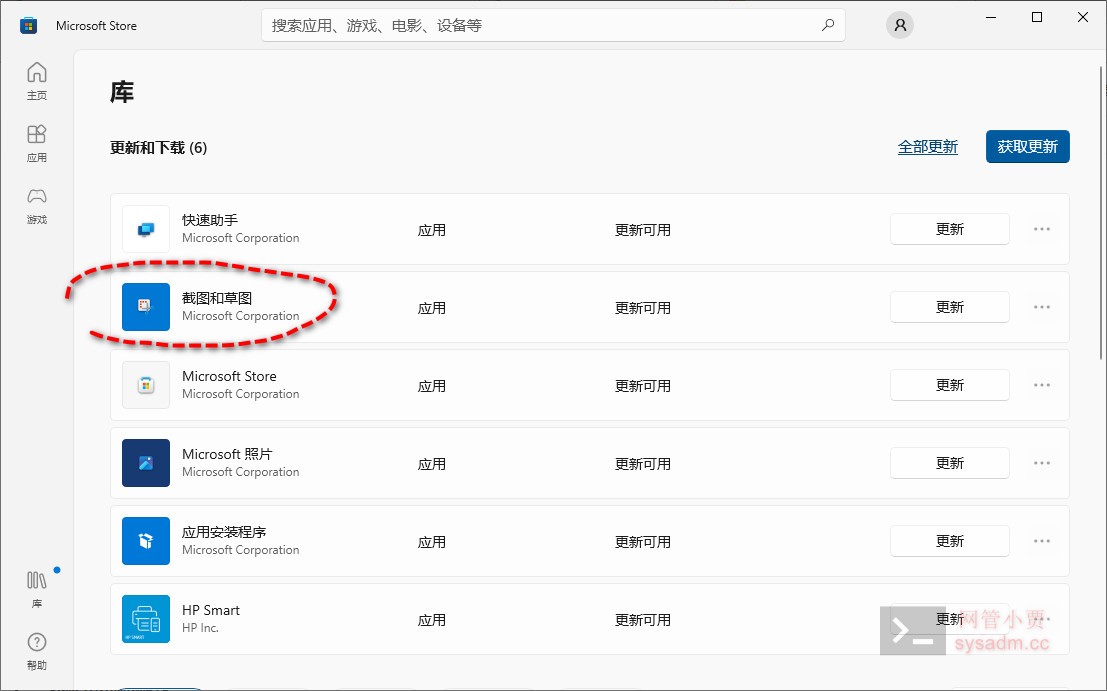 Microsoft Store
搜索应用、游戏、电影、设备等
主页
应用
游戏
库
帮助
库
更新和下载 (6)
全部更新
获取更新
快速助手
Microsoft Corporation
应用
更新可用
更新
截图和草图
Microsoft Corporation
应用
更新可用
更新
Microsoft Store
Microsoft Corporation
应用
更新可用
更新
Microsoft 照片
Microsoft Corporation
应用
更新可用
更新
应用安装程序
Microsoft Corporation
应用
更新可用
更新
HP SMART
HP Smart
HP Inc.
应用
更新可用
更新
网管小贾
sysadm.cc